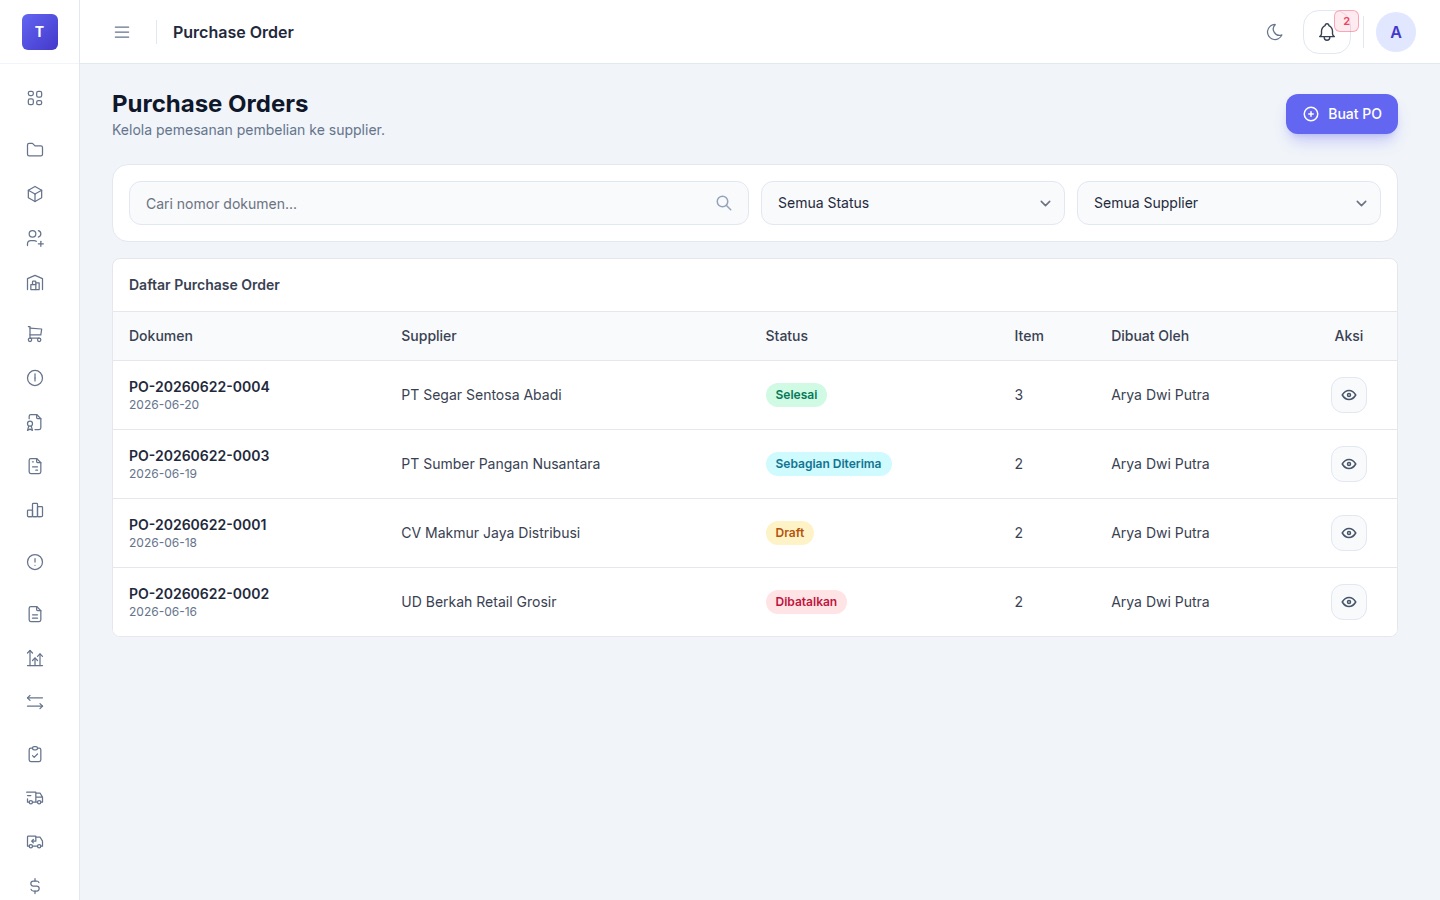 T
Purchase Order
2
A
Purchase Orders
Kelola pemesanan pembelian ke supplier.
Buat PO
Cari nomor dokumen...
Semua Status
Semua Supplier
Daftar Purchase Order
Dokumen Supplier Status Item Dibuat Oleh Aksi
PO-20260622-0004
2026-06-20
PT Segar Sentosa Abadi
Selesai
3
Arya Dwi Putra
PO-20260622-0003
2026-06-19
PT Sumber Pangan Nusantara
Sebagian Diterima
2
Arya Dwi Putra
PO-20260622-0001
2026-06-18
CV Makmur Jaya Distribusi
Draft
2
Arya Dwi Putra
PO-20260622-0002
2026-06-16
UD Berkah Retail Grosir
Dibatalkan
2
Arya Dwi Putra